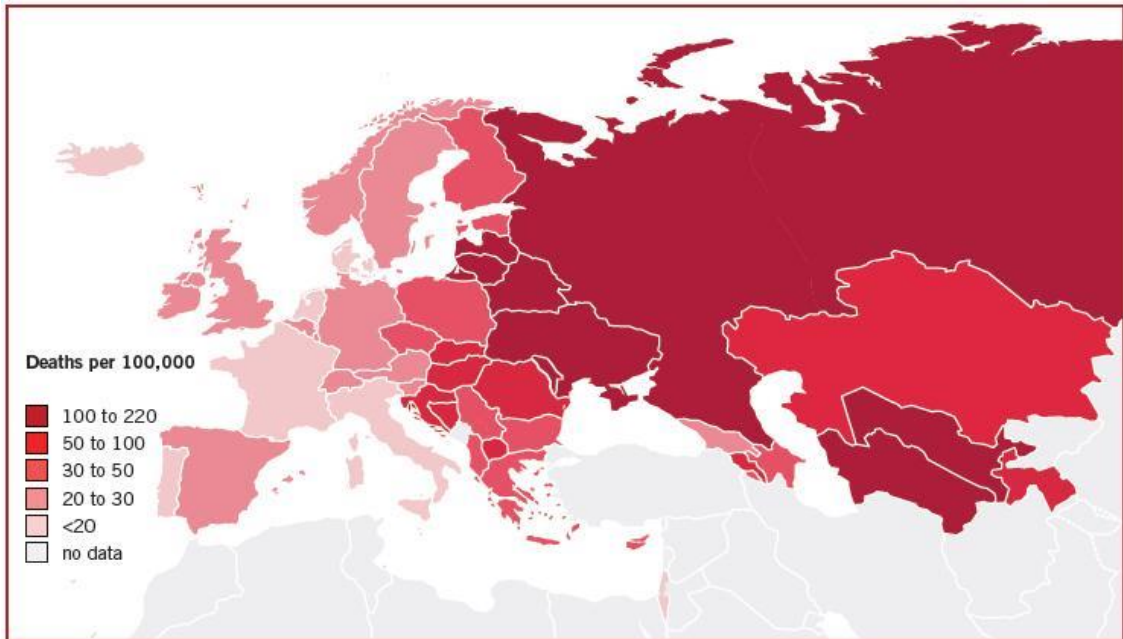 Deaths per 100,000
100 to 220
50 to 100
30 to 50
20 to 30
<20
no data